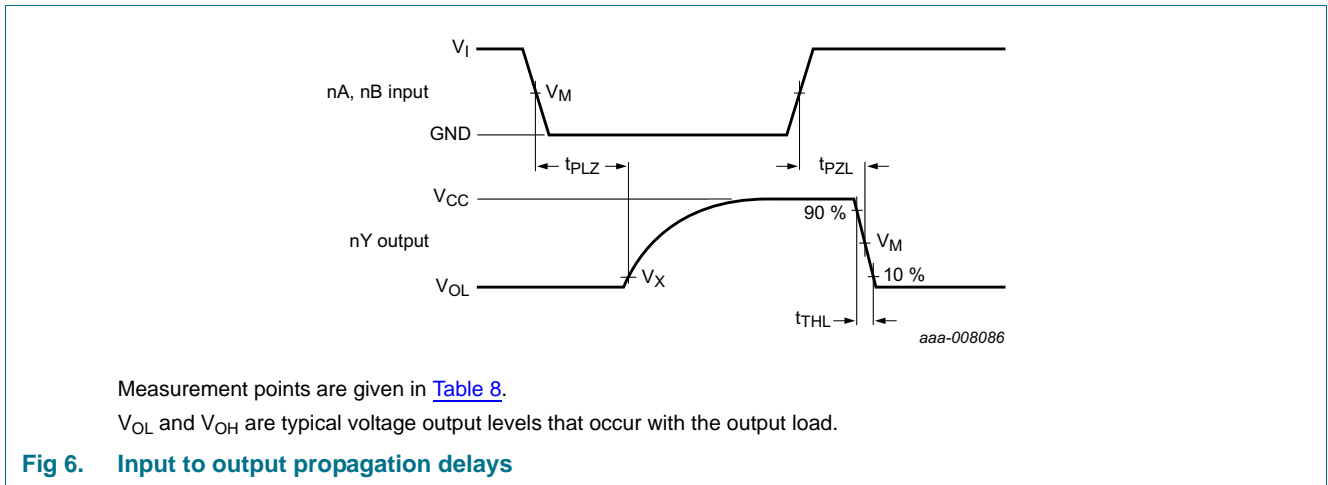 V_I
nA, nB input
V_M
GND
t_PLZ
t_PZL
V_CC
90 %
nY output
V_M
V_X
10 %
V_OL
t_THL
aaa-008086
Measurement points are given in Table 8.
V_OL and V_OH are typical voltage output levels that occur with the output load.
Fig 6. Input to output propagation delays